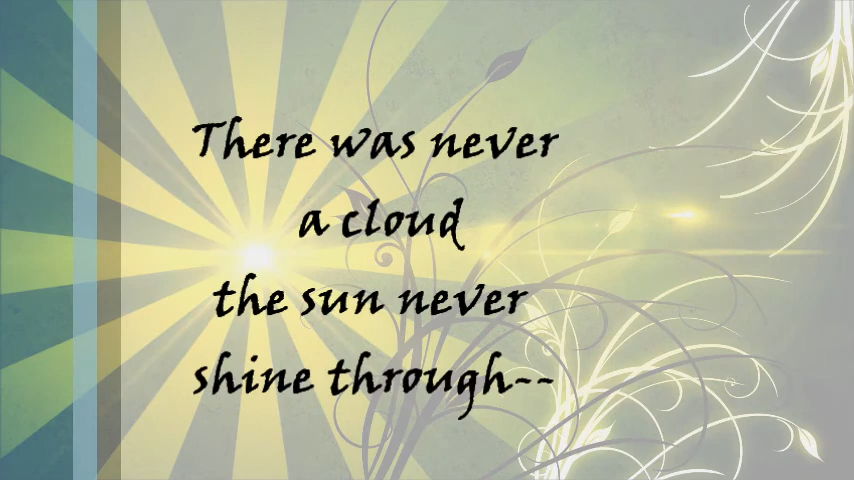 There was never
a cloud
the sun never
shine through--